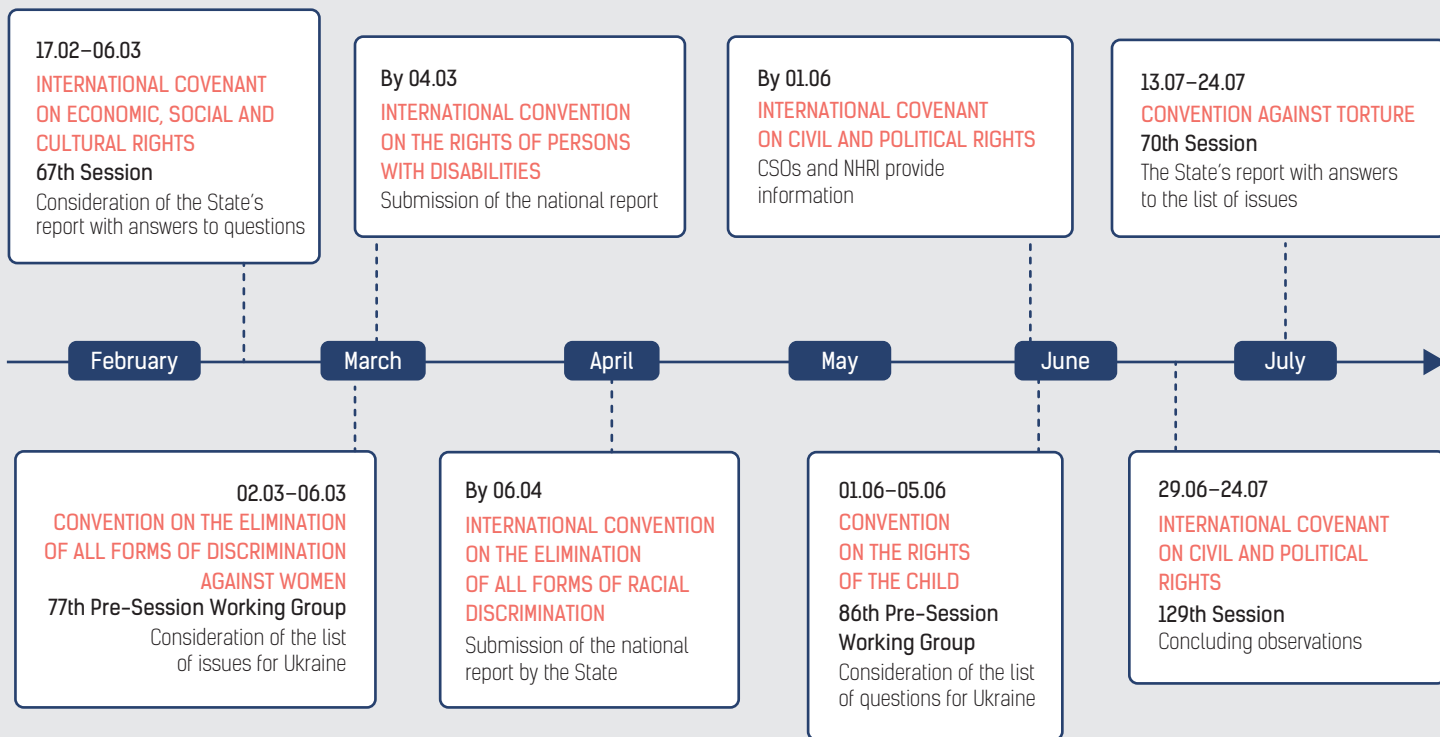 17.02–06.03
INTERNATIONAL COVENANT
ON ECONOMIC, SOCIAL AND
CULTURAL RIGHTS
67th Session
Consideration of the State’s
report with answers to questions
By 04.03
INTERNATIONAL CONVENTION
ON THE RIGHTS OF PERSONS
WITH DISABILITIES
Submission of the national report
By 01.06
INTERNATIONAL COVENANT
ON CIVIL AND POLITICAL RIGHTS
CSOs and NHRI provide
information
13.07–24.07
CONVENTION AGAINST TORTURE
70th Session
The State’s report with answers
to the list of issues
February
March
April
May
June
July
02.03–06.03
CONVENTION ON THE ELIMINATION
OF ALL FORMS OF DISCRIMINATION
AGAINST WOMEN
77th Pre-Session Working Group
Consideration of the list
of issues for Ukraine
By 06.04
INTERNATIONAL CONVENTION
ON THE ELIMINATION
OF ALL FORMS OF RACIAL
DISCRIMINATION
Submission of the national
report by the State
01.06–05.06
CONVENTION
ON THE RIGHTS
OF THE CHILD
86th Pre-Session
Working Group
Consideration of the list
of questions for Ukraine
29.06–24.07
INTERNATIONAL COVENANT
ON CIVIL AND POLITICAL
RIGHTS
129th Session
Concluding observations